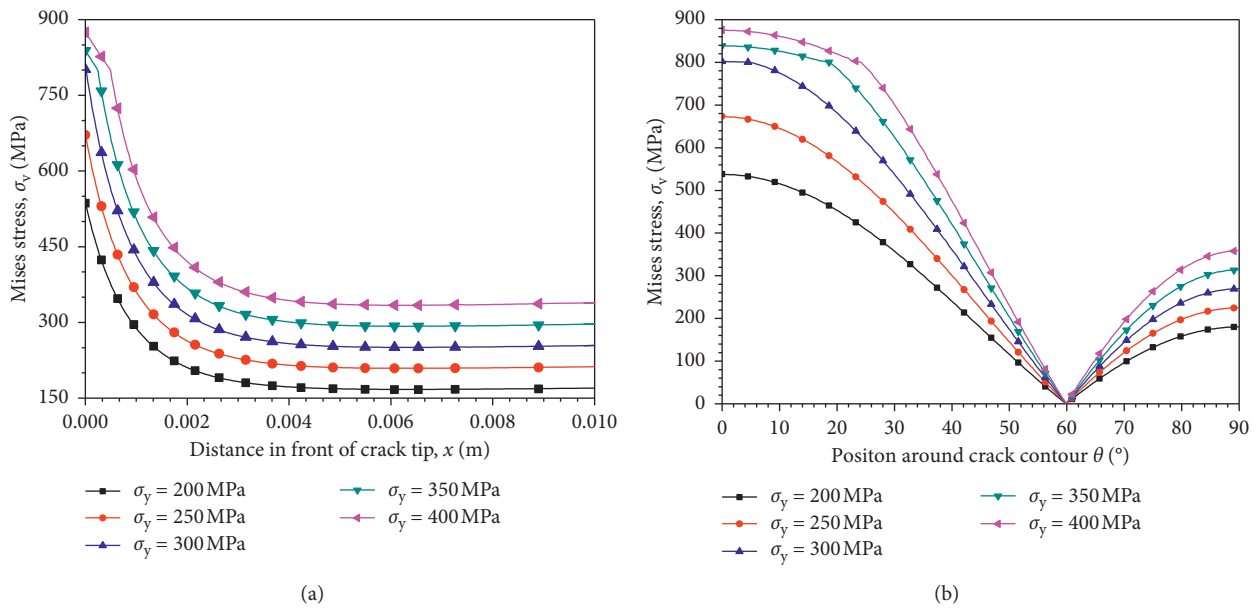 900
750
600
450
300
150
Mises stress, σv (MPa)
0.000 0.002 0.004 0.006 0.008 0.010
Distance in front of crack tip, x (m)
σy = 200 MPa
σy = 250 MPa
σy = 300 MPa
σy = 350 MPa
σy = 400 MPa
(a)
900
800
700
600
500
400
300
200
100
0
Mises stress, σv (MPa)
0 10 20 30 40 50 60 70 80 90
Positon around crack contour θ (°)
σy = 200 MPa
σy = 250 MPa
σy = 300 MPa
σy = 350 MPa
σy = 400 MPa
(b)